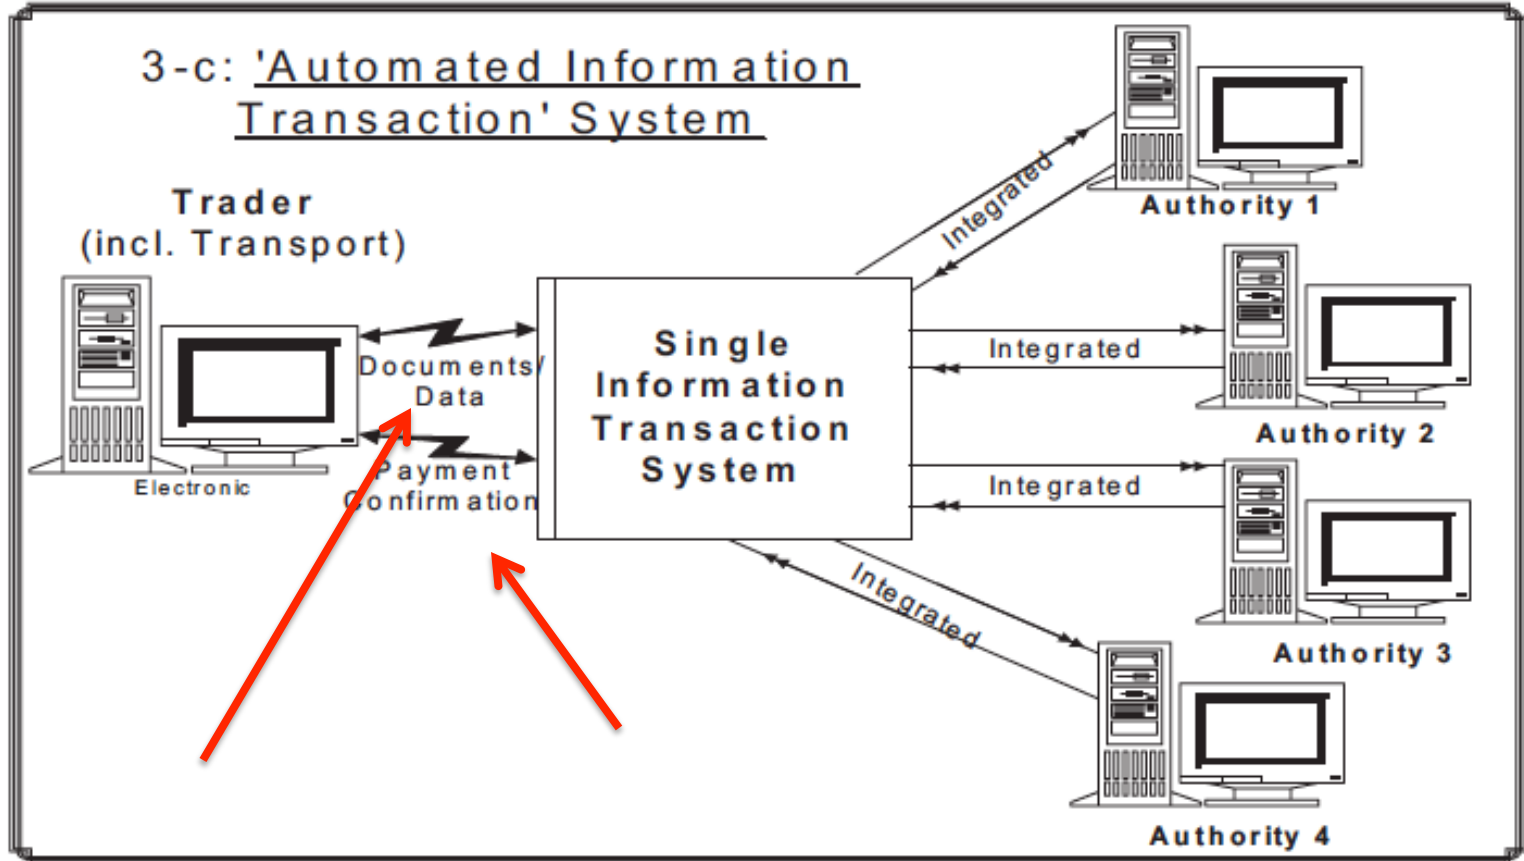 3-c: 'Automated Information
Transaction' System
Trader
(incl. Transport)
Electronic
Documents/
Data
Payment
Confirmation
Single
Information
Transaction
System
Integrated
Authority 1
Integrated
Authority 2
Integrated
Authority 3
Integrated
Authority 4